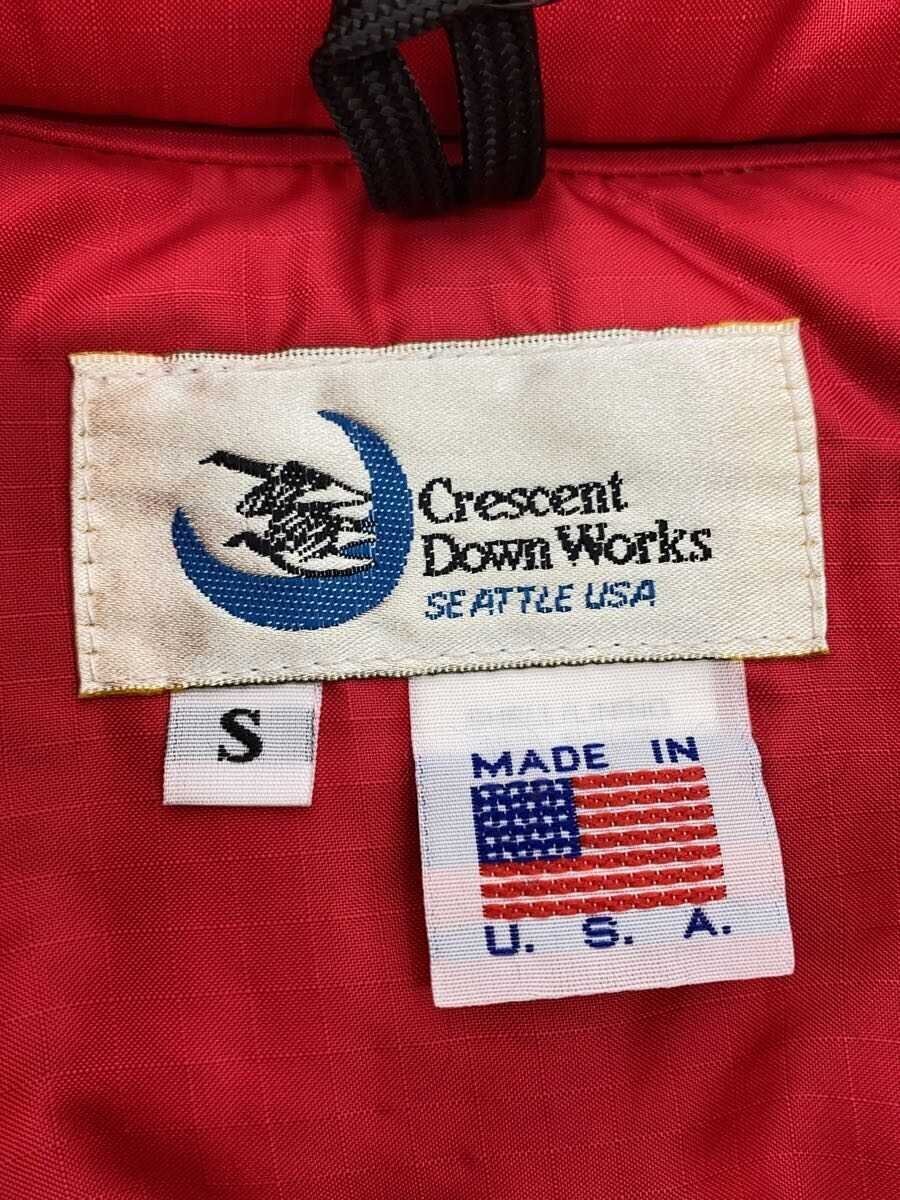 Crescent
Down Works
SEATTLE USA
S
MADE IN
U. S. A.